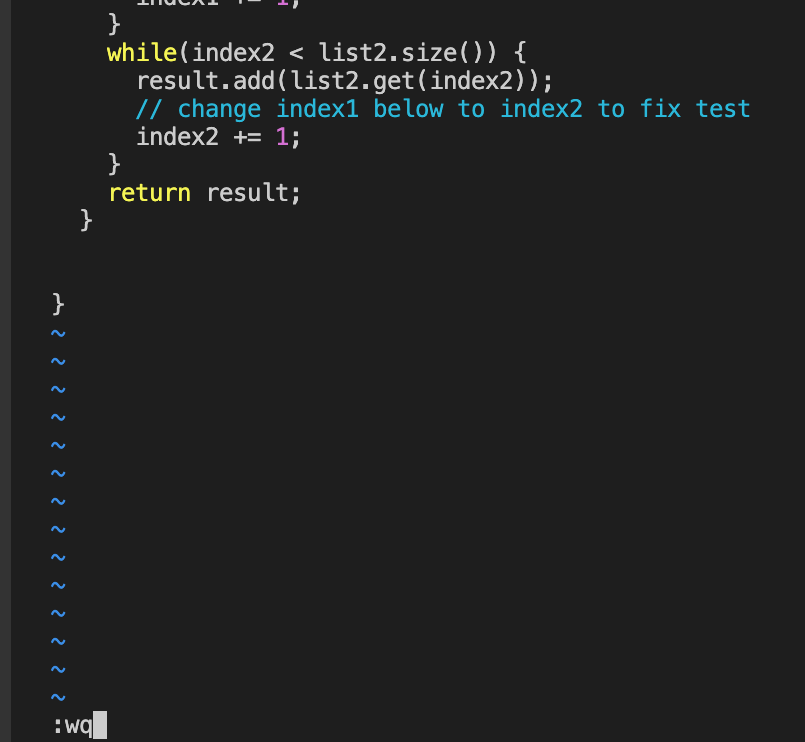 index1 += 1;
}
while(index2 < list2.size()) {
result.add(list2.get(index2));
// change index1 below to index2 to fix test
index2 += 1;
}
return result;
}
}
~
~
~
~
~
~
~
~
~
~
~
~
~
~
:wq